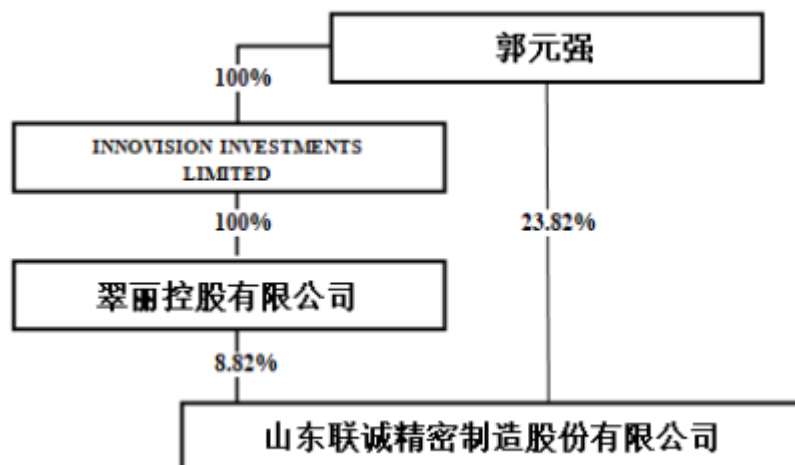 郭元强
100%
INNOVISION INVESTMENTS
LIMITED
100%
23.82%
翠丽控股有限公司
8.82%
山东联诚精密制造股份有限公司